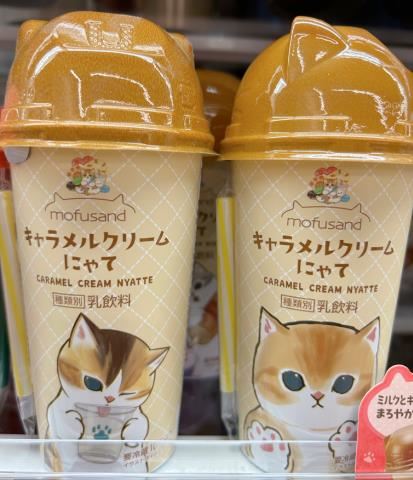 mofusand
キャラメルクリーム
にゃて
CARAMEL CREAM NYATTE
種類別 乳飲料
mofusand
キャラメルクリーム
にゃて
CARAMEL CREAM NYATTE
種類別 乳飲料
ミルクと
まろやか